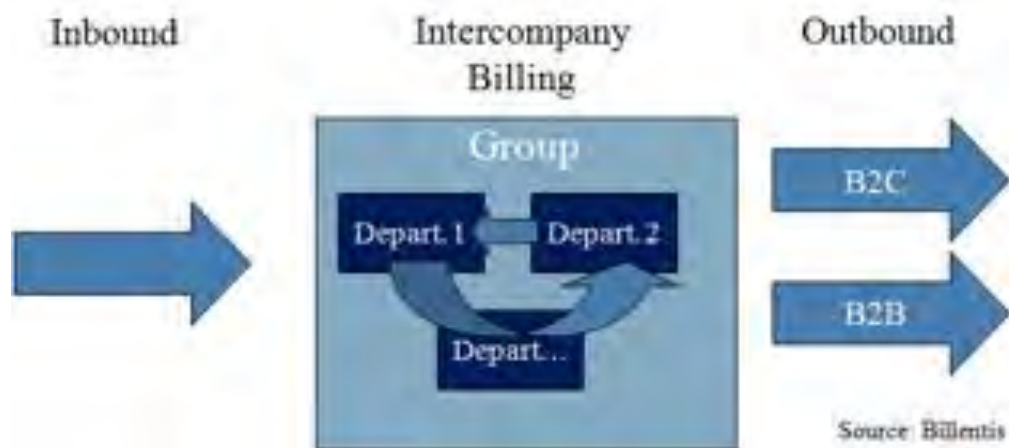 Inbound
Intercompany
Billing
Outbound
Group
Depart. 1
Depart. 2
Depart...
B2C
B2B
Source: Billentis